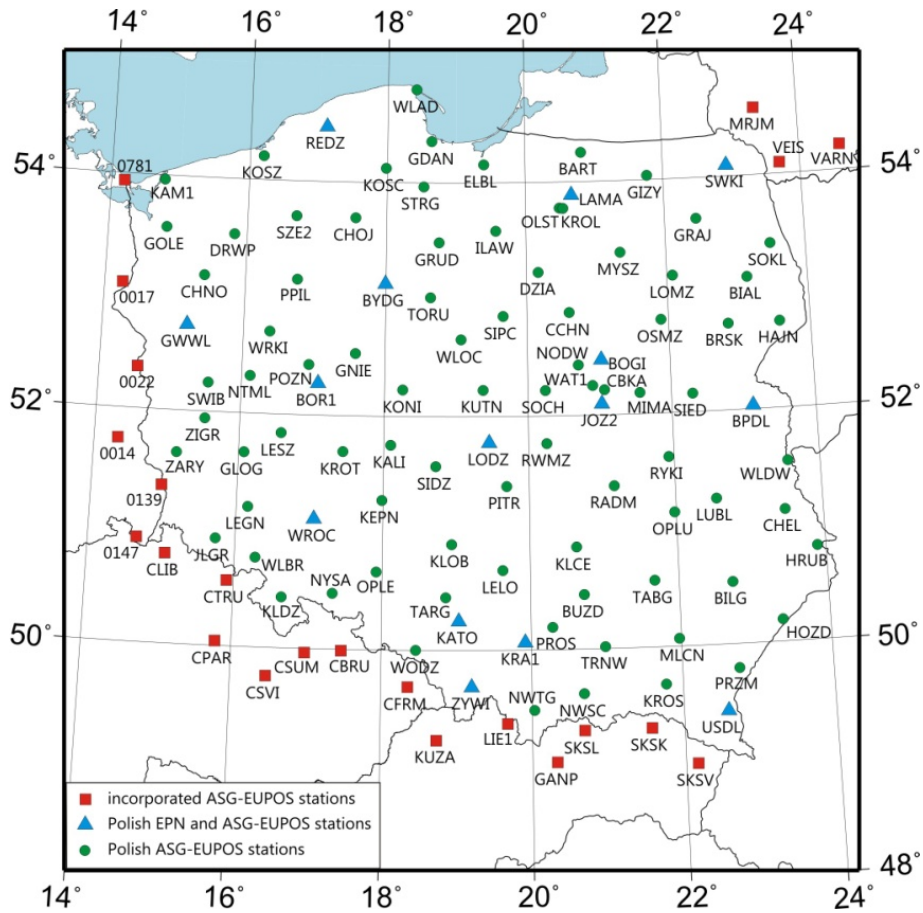 14° 16° 18° 20° 22° 24°
WLAD
MRJM
REDZ
GDAN
VEIS
VARN
54° 0781 KOSZ KOSC ELBL BART GIZY SWKI 54°
KAM1 STRG LAMA
OLST KROL
GOLE DRWP SZE2 CHOJ GRUD ILAW MYSZ GRAJ SOKL
0017 CHNO PPIL BYDG TORU DZIA LOMZ BIAL
GWWL WRKI SIPC CCHN OSMZ BRSK HAJN
WLOC NODW BOGI
0022 POZN GNIE WAT1 CBKA
SWIB NTML BOR1 KONI KUTN SOCH JOZ2 MIMA SIED BPDL
52° 52°
ZIGR
0014 ZARY GLOG LESZ KROT KALI LODZ RWMZ RYKI WLDW
SIDZ
0139 LEGN WROC KEPN PITR RADM OPLU LUBL CHEL
0147 JLGR WLBR KLOB KLCE HRUB
CLIB NYSA OPLE LELO
CTRU KLDZ TARG BUZD TABG BILG
50° KATO PROS HOZD 50°
CPAR CSUM CBRU WODZ KRA1 TRNW MLCN
CSVI PRZM
CFRM ZYWI NWTG NWSC KROS USDL
KUZA LIE1 SKSL SKSK
GANP SKSV
incorporated ASG-EUPOS stations
Polish EPN and ASG-EUPOS stations
Polish ASG-EUPOS stations
48°
14° 16° 18° 20° 22° 24°